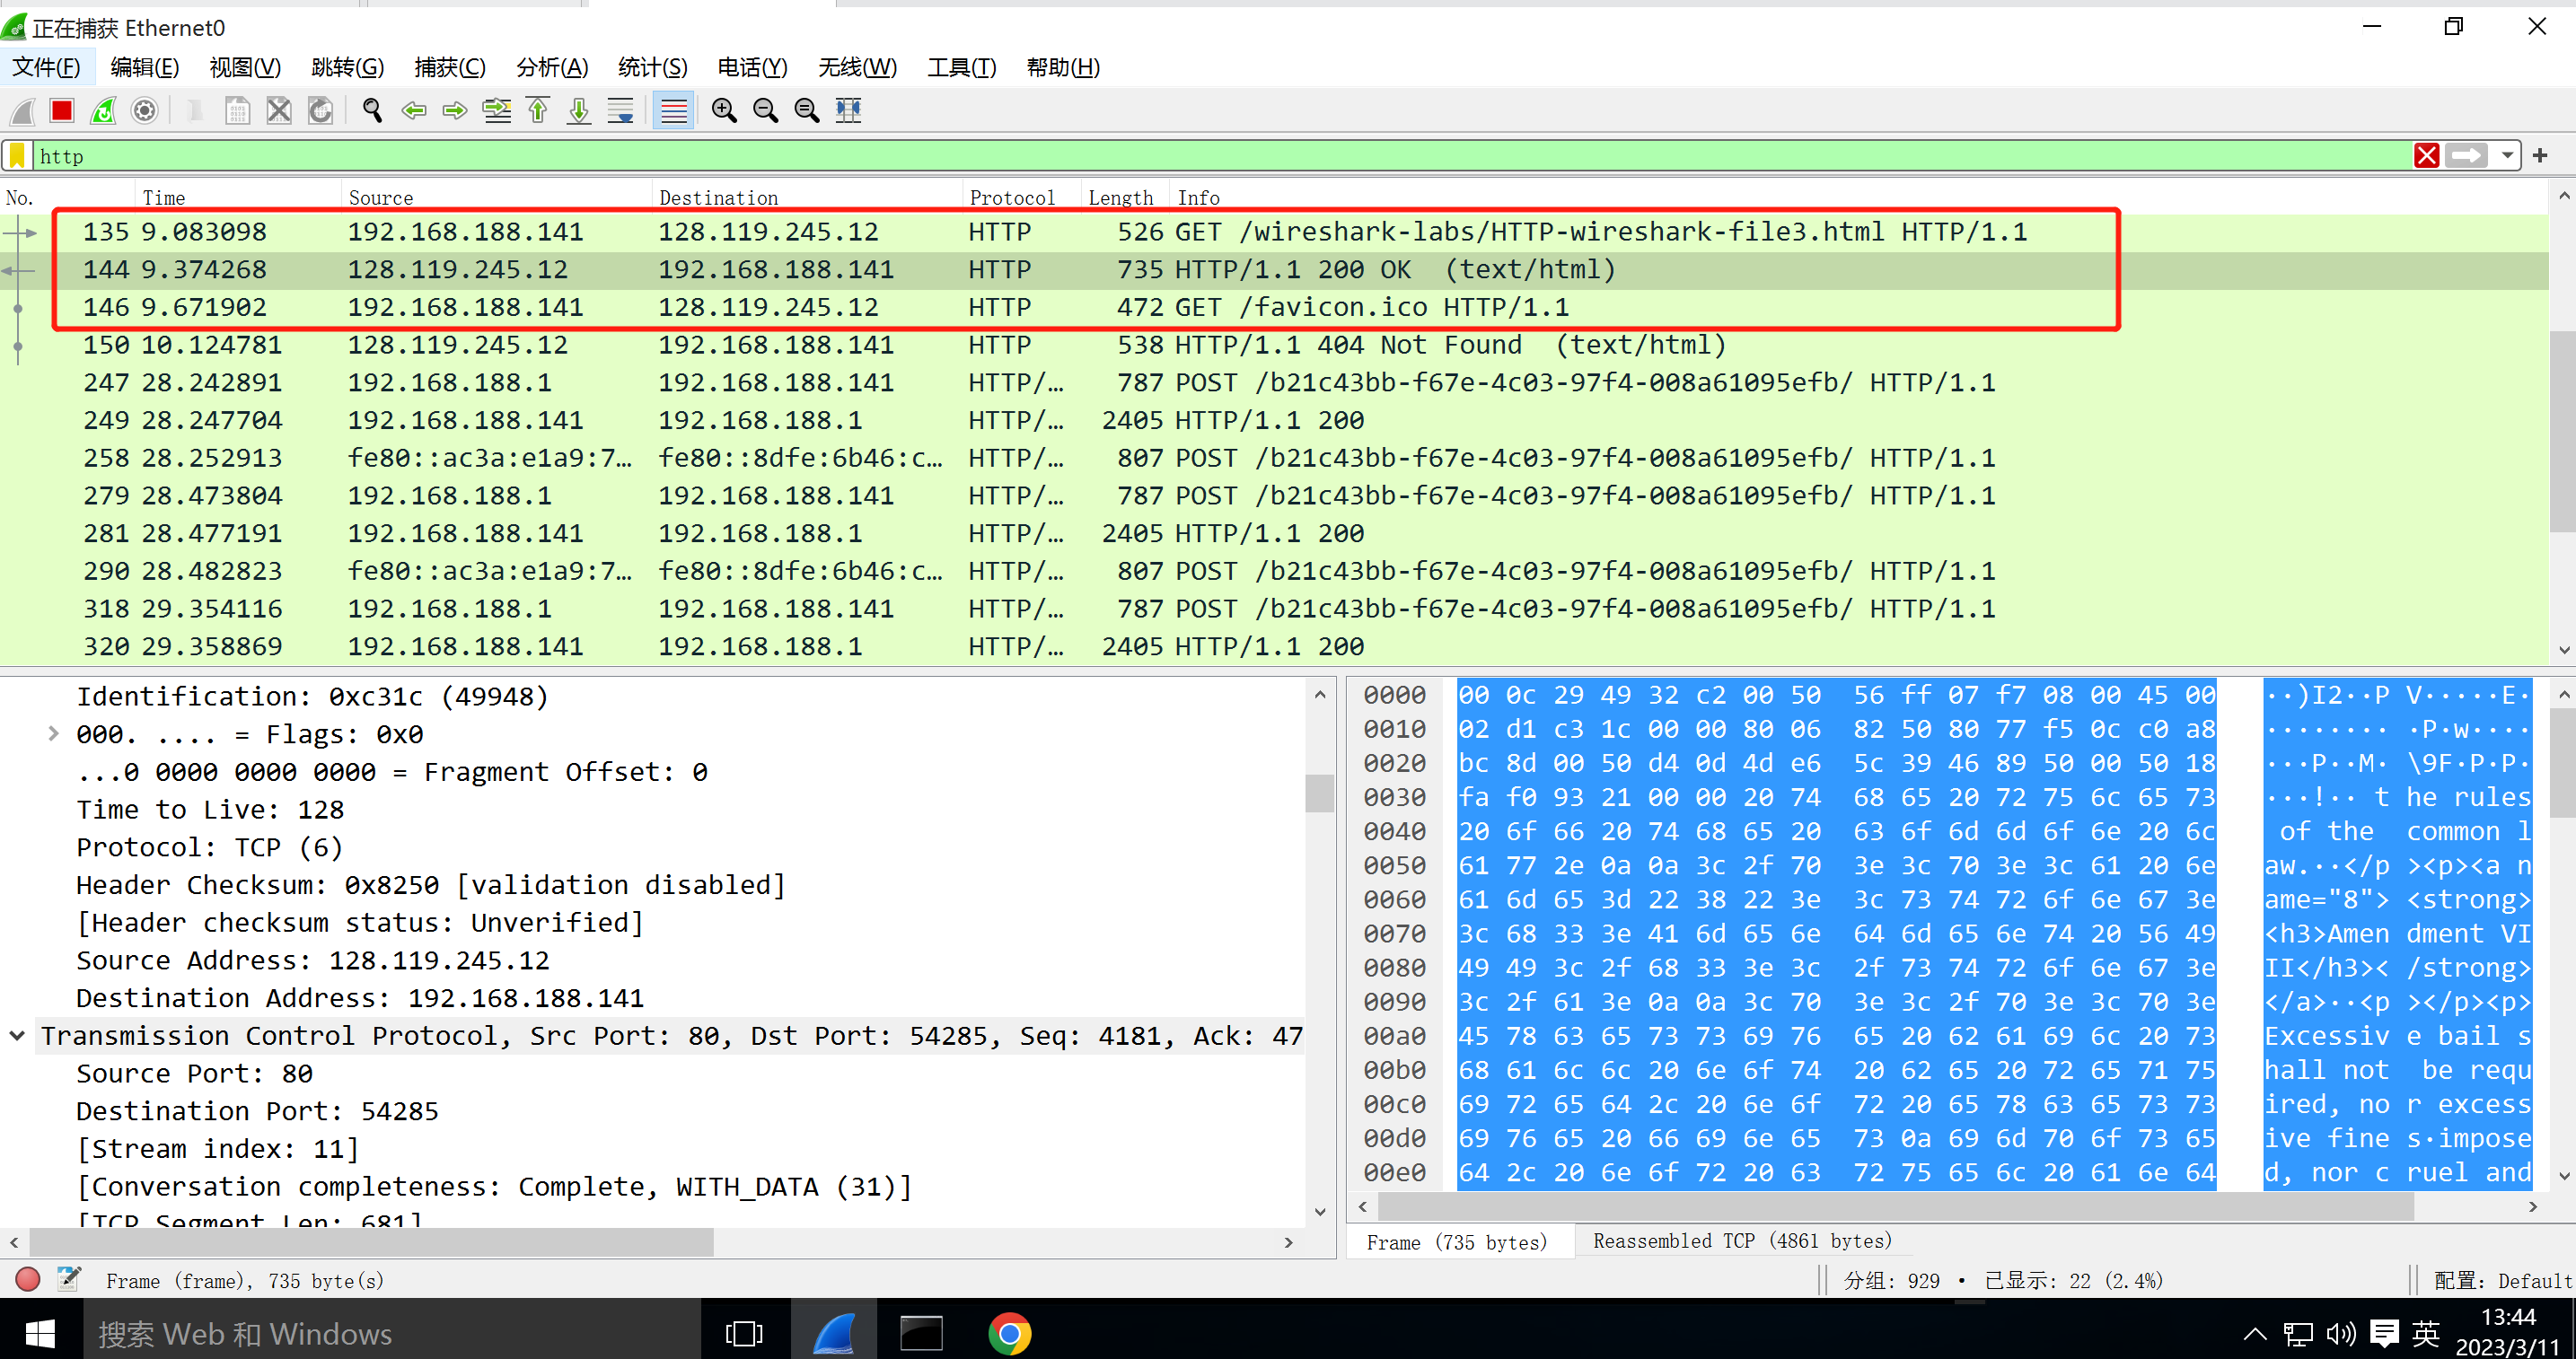 正在捕获 Ethernet0
文件(F) 编辑(E) 视图(V) 跳转(G) 捕获(C) 分析(A) 统计(S) 电话(Y) 无线(W) 工具(T) 帮助(H)
http
No. Time Source Destination Protocol Length Info
135 9.083098 192.168.188.141 128.119.245.12 HTTP 526 GET /wireshark-labs/HTTP-wireshark-file3.html HTTP/1.1
144 9.374268 128.119.245.12 192.168.188.141 HTTP 735 HTTP/1.1 200 OK (text/html)
146 9.671902 192.168.188.141 128.119.245.12 HTTP 472 GET /favicon.ico HTTP/1.1
150 10.124781 128.119.245.12 192.168.188.141 HTTP 538 HTTP/1.1 404 Not Found (text/html)
247 28.242891 192.168.188.1 192.168.188.141 HTTP/… 787 POST /b21c43bb-f67e-4c03-97f4-008a61095efb/ HTTP/1.1
249 28.247704 192.168.188.141 192.168.188.1 HTTP/… 2405 HTTP/1.1 200
258 28.252913 fe80::ac3a:e1a9:7… fe80::8dfe:6b46:c… HTTP/… 807 POST /b21c43bb-f67e-4c03-97f4-008a61095efb/ HTTP/1.1
279 28.473804 192.168.188.1 192.168.188.141 HTTP/… 787 POST /b21c43bb-f67e-4c03-97f4-008a61095efb/ HTTP/1.1
281 28.477191 192.168.188.141 192.168.188.1 HTTP/… 2405 HTTP/1.1 200
290 28.482823 fe80::ac3a:e1a9:7… fe80::8dfe:6b46:c… HTTP/… 807 POST /b21c43bb-f67e-4c03-97f4-008a61095efb/ HTTP/1.1
318 29.354116 192.168.188.1 192.168.188.141 HTTP/… 787 POST /b21c43bb-f67e-4c03-97f4-008a61095efb/ HTTP/1.1
320 29.358869 192.168.188.141 192.168.188.1 HTTP/… 2405 HTTP/1.1 200
Identification: 0xc31c (49948)
000. .... = Flags: 0x0
...0 0000 0000 0000 = Fragment Offset: 0
Time to Live: 128
Protocol: TCP (6)
Header Checksum: 0x8250 [validation disabled]
[Header checksum status: Unverified]
Source Address: 128.119.245.12
Destination Address: 192.168.188.141
Transmission Control Protocol, Src Port: 80, Dst Port: 54285, Seq: 4181, Ack: 47
Source Port: 80
Destination Port: 54285
[Stream index: 11]
[Conversation completeness: Complete, WITH_DATA (31)]
[TCP Segment Len: 681]
0000 00 0c 29 49 32 c2 00 50 56 ff 07 f7 08 00 45 00 ··)I2··P V·····E·
0010 02 d1 c3 1c 00 00 80 06 82 50 80 77 f5 0c c0 a8 ········ ·P·w····
0020 bc 8d 00 50 d4 0d 4d e6 5c 39 46 89 50 00 50 18 ···P··M· \9F·P·P·
0030 fa f0 93 21 00 00 20 74 68 65 20 72 75 6c 65 73 ···!·· t he rules
0040 20 6f 66 20 74 68 65 20 63 6f 6d 6d 6f 6e 20 6c of the common l
0050 61 77 2e 0a 0a 3c 2f 70 3e 3c 70 3e 3c 61 20 6e aw.··</p ><p><a n
0060 61 6d 65 3d 22 38 22 3e 3c 73 74 72 6f 6e 67 3e ame="8"> <strong>
0070 3c 68 33 3e 41 6d 65 6e 64 6d 65 6e 74 20 56 49 <h3>Amen dment VI
0080 49 49 3c 2f 68 33 3e 3c 2f 73 74 72 6f 6e 67 3e II</h3>< /strong>
0090 3c 2f 61 3e 0a 0a 3c 70 3e 3c 2f 70 3e 3c 70 3e </a>··<p ></p><p>
00a0 45 78 63 65 73 73 69 76 65 20 62 61 69 6c 20 73 Excessiv e bail s
00b0 68 61 6c 6c 20 6e 6f 74 20 62 65 20 72 65 71 75 hall not be requ
00c0 69 72 65 64 2c 20 6e 6f 72 20 65 78 63 65 73 73 ired, no r excess
00d0 69 76 65 20 66 69 6e 65 73 0a 69 6d 70 6f 73 65 ive fine s·impose
00e0 64 2c 20 6e 6f 72 20 63 72 75 65 6c 20 61 6e 64 d, nor c ruel and
Frame (735 bytes) Reassembled TCP (4861 bytes)
Frame (frame), 735 byte(s) 分组: 929 · 已显示: 22 (2.4%) 配置: Default
搜索 Web 和 Windows
英
13:44
2023/3/11